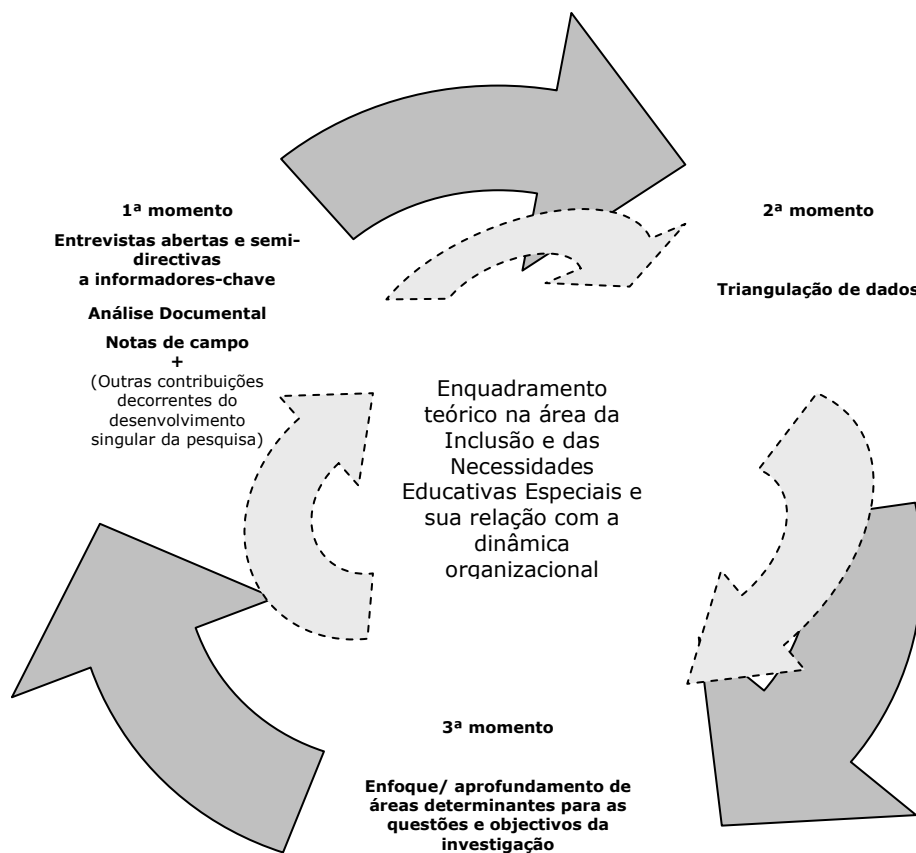 1ª momento
Entrevistas abertas e semi-
directivas
a informadores-chave
Análise Documental
Notas de campo
+
(Outras contribuições
decorrentes do
desenvolvimento
singular da pesquisa)
2ª momento
Triangulação de dados
Enquadramento
teórico na área da
Inclusão e das
Necessidades
Educativas Especiais e
sua relação com a
dinâmica
organizacional
3ª momento
Enfoque/ aprofundamento de
áreas determinantes para as
questões e objectivos da
investigação